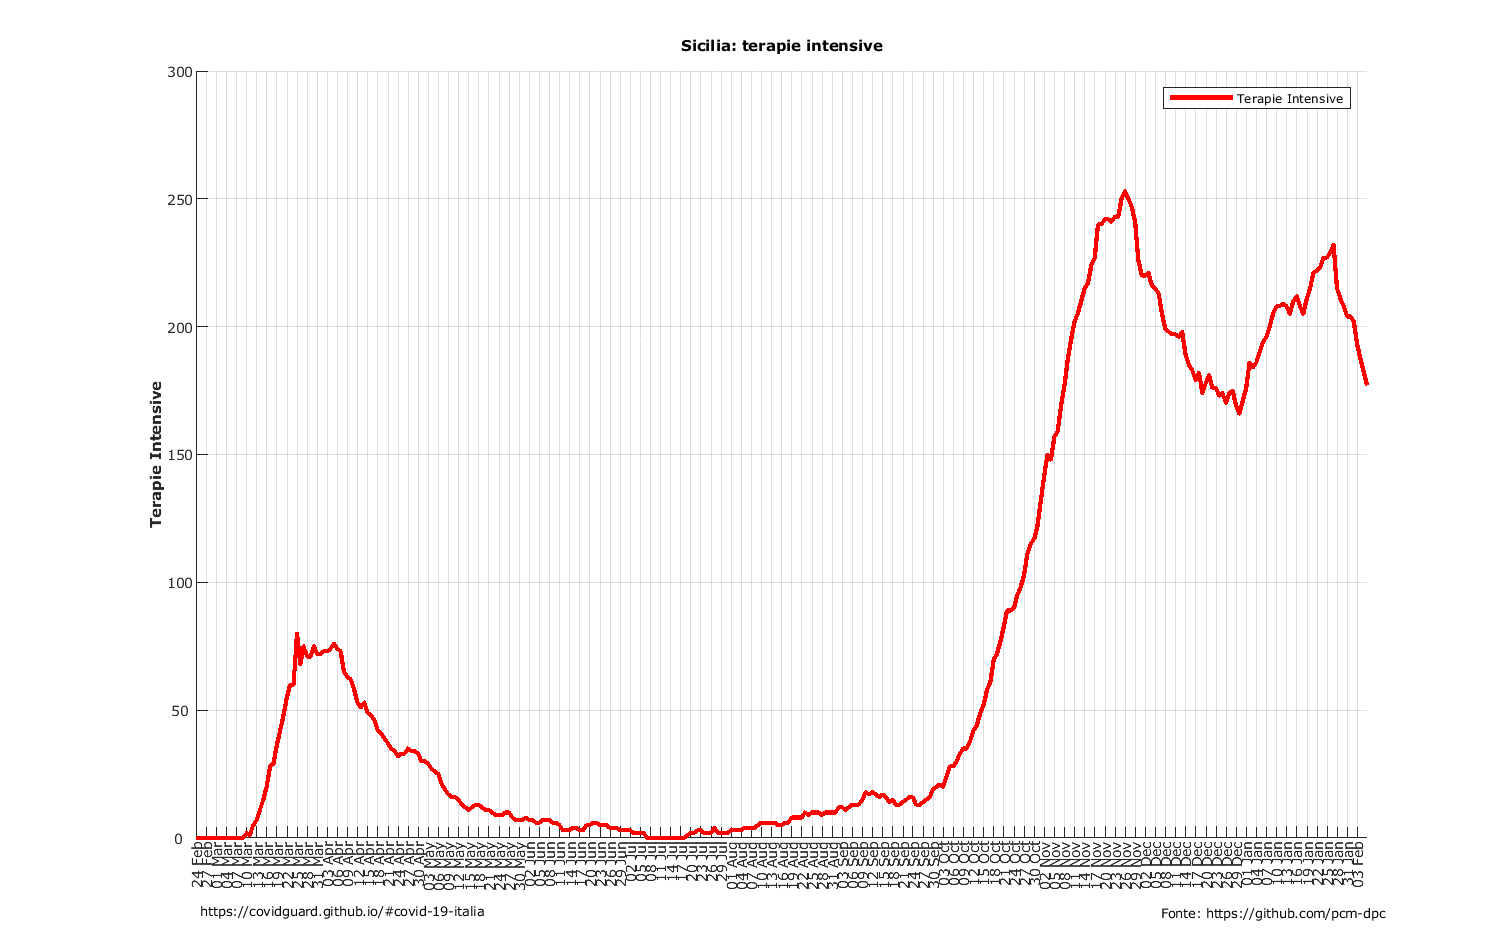 Sicilia: terapie intensive
Terapie Intensive
300
250
200
150
100
50
0
Terapie Intensive
24 Feb
27 Feb
01 Mar
04 Mar
07 Mar
10 Mar
13 Mar
16 Mar
19 Mar
22 Mar
25 Mar
28 Mar
31 Mar
03 Apr
06 Apr
09 Apr
12 Apr
15 Apr
18 Apr
21 Apr
24 Apr
27 Apr
30 Apr
03 May
06 May
09 May
12 May
15 May
18 May
21 May
24 May
27 May
30 May
02 Jun
05 Jun
08 Jun
11 Jun
14 Jun
17 Jun
20 Jun
23 Jun
26 Jun
29 Jun
02 Jul
05 Jul
08 Jul
11 Jul
14 Jul
17 Jul
20 Jul
23 Jul
26 Jul
29 Jul
01 Aug
04 Aug
07 Aug
10 Aug
13 Aug
16 Aug
19 Aug
22 Aug
25 Aug
28 Aug
31 Aug
03 Sep
06 Sep
09 Sep
12 Sep
15 Sep
18 Sep
21 Sep
24 Sep
27 Sep
30 Sep
03 Oct
06 Oct
09 Oct
12 Oct
15 Oct
18 Oct
21 Oct
24 Oct
27 Oct
30 Oct
02 Nov
05 Nov
08 Nov
11 Nov
14 Nov
17 Nov
20 Nov
23 Nov
26 Nov
29 Nov
02 Dec
05 Dec
08 Dec
11 Dec
14 Dec
17 Dec
20 Dec
23 Dec
26 Dec
29 Dec
01 Jan
04 Jan
07 Jan
10 Jan
13 Jan
16 Jan
19 Jan
22 Jan
25 Jan
28 Jan
31 Jan
03 Feb
https://covidguard.github.io/#covid-19-italia
Fonte: https://github.com/pcm-dpc